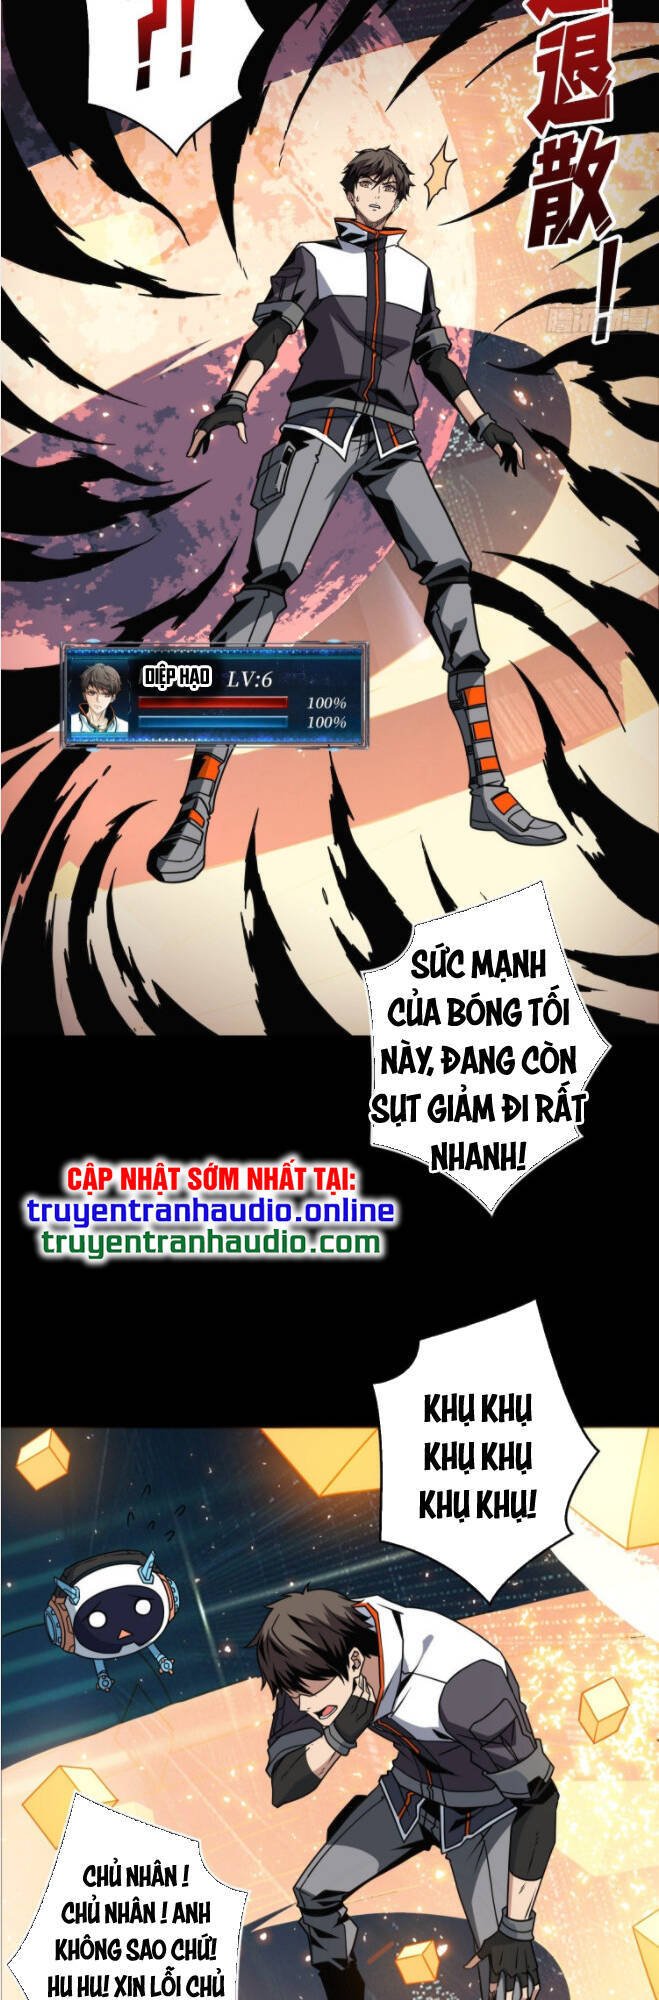 ?!
退散！
DIỆP HẠO LV:6
100%
100%
SỨC MẠNH
CỦA BÓNG TỐI
NÀY, ĐANG CÒN
SỤT GIẢM ĐI RẤT
NHANH!
CẬP NHẬT SỚM NHẤT TẠI:
truyentranhaudio.online
truyentranhaudio.com
KHỤ KHỤ
KHỤ KHỤ
KHỤ KHỤ!
CHỦ NHÂN !
CHỦ NHÂN ! ANH
KHÔNG SAO CHỨ!
HU HU! XIN LỖI CHỦ